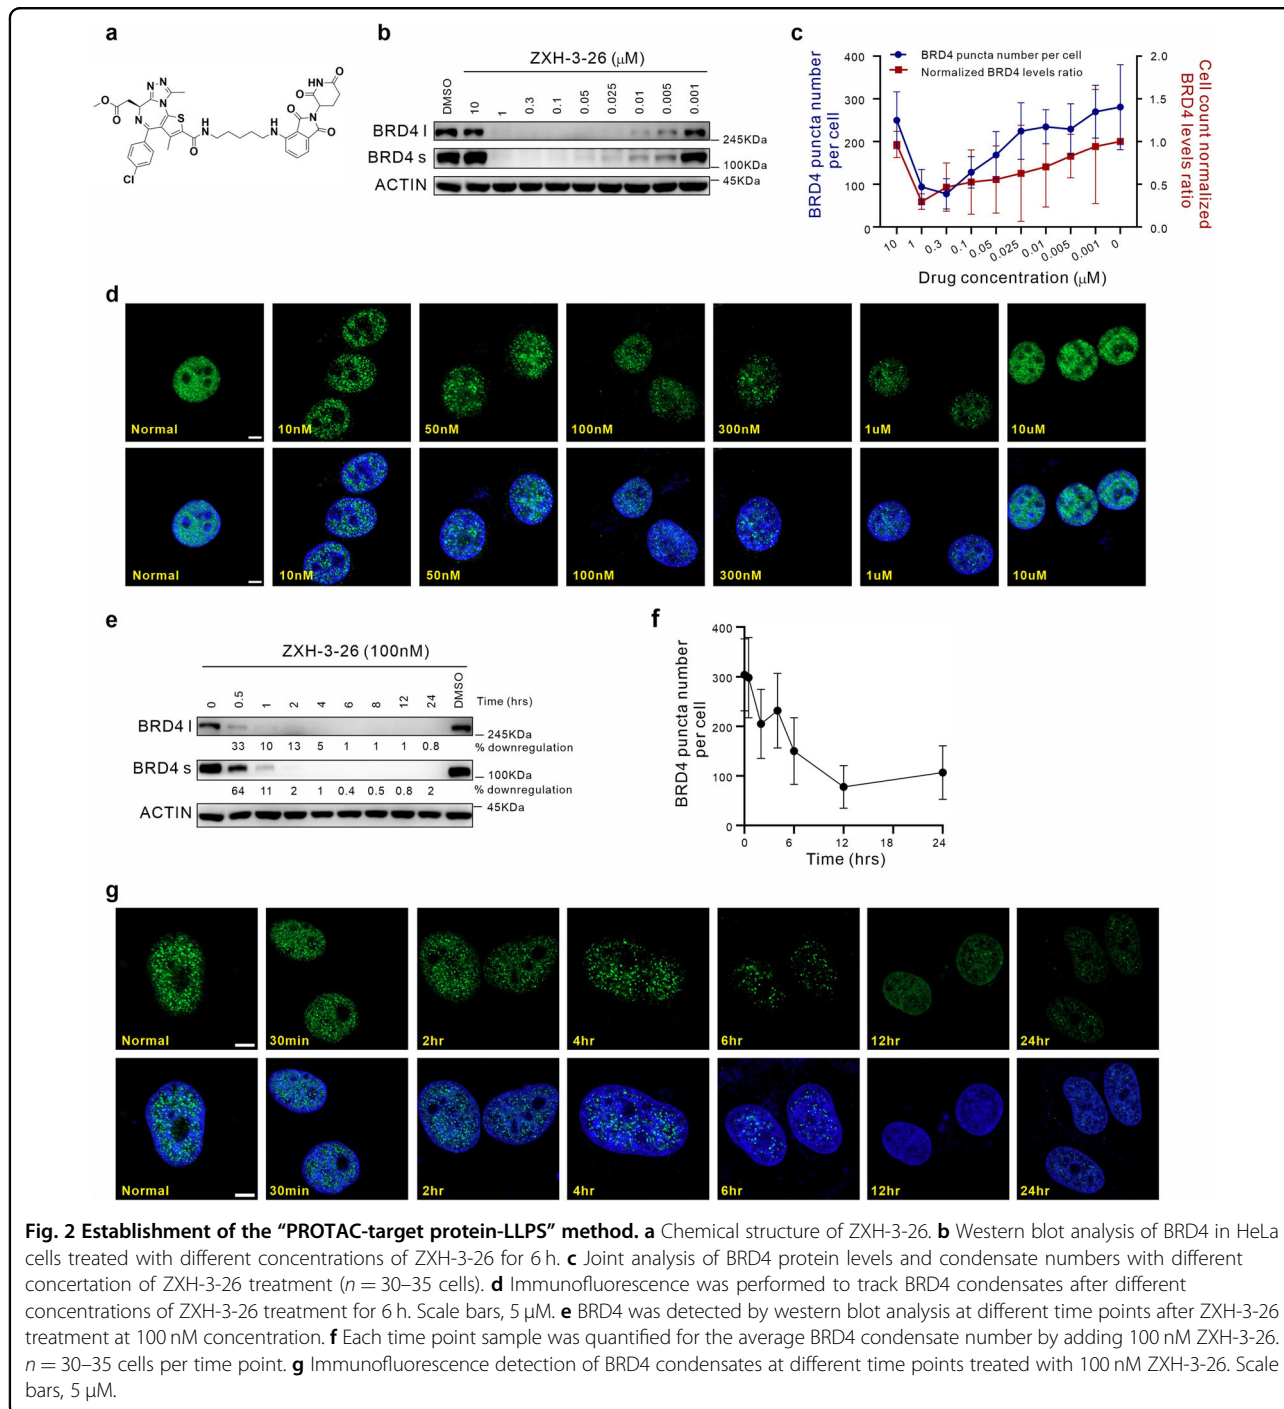 a
O
N
N
N
O
N
S
O
Cl
O
H
N
H
N
O
HN
O
O
N
O
b
ZXH-3-26 (μM)
DMSO 10 1 0.3 0.1 0.05 0.025 0.01 0.005 0.001
BRD4 l
245KDa
BRD4 s
100KDa
ACTIN
45KDa
c
BRD4 puncta number per cell
Normalized BRD4 levels ratio
BRD4 puncta number
per cell
400
300
200
100
0
2.0
1.5
1.0
0.5
0.0
Cell count normalized
BRD4 levels ratio
10 1 0.3 0.1 0.05 0.025 0.01 0.005 0.001 0
Drug concentration (μM)
d
Normal 10nM 50nM 100nM 300nM 1uM 10uM
Normal 10nM 50nM 100nM 300nM 1uM 10uM
e
ZXH-3-26 (100nM)
0 0.5 1 2 4 6 8 12 24 DMSO Time (hrs)
BRD4 l
245KDa
33 10 13 5 1 1 1 0.8 % downregulation
BRD4 s
100KDa
64 11 2 1 0.4 0.5 0.8 2 % downregulation
ACTIN
45KDa
f
BRD4 puncta number
per cell
400
300
200
100
0
0 6 12 18 24
Time (hrs)
g
Normal 30min 2hr 4hr 6hr 12hr 24hr
Normal 30min 2hr 4hr 6hr 12hr 24hr
Fig. 2 Establishment of the “PROTAC-target protein-LLPS” method. a Chemical structure of ZXH-3-26. b Western blot analysis of BRD4 in HeLa
cells treated with different concentrations of ZXH-3-26 for 6 h. c Joint analysis of BRD4 protein levels and condensate numbers with different
concertation of ZXH-3-26 treatment (n = 30–35 cells). d Immunofluorescence was performed to track BRD4 condensates after different
concentrations of ZXH-3-26 treatment for 6 h. Scale bars, 5 μM. e BRD4 was detected by western blot analysis at different time points after ZXH-3-26
treatment at 100 nM concentration. f Each time point sample was quantified for the average BRD4 condensate number by adding 100 nM ZXH-3-26.
n = 30–35 cells per time point. g Immunofluorescence detection of BRD4 condensates at different time points treated with 100 nM ZXH-3-26. Scale
bars, 5 μM.